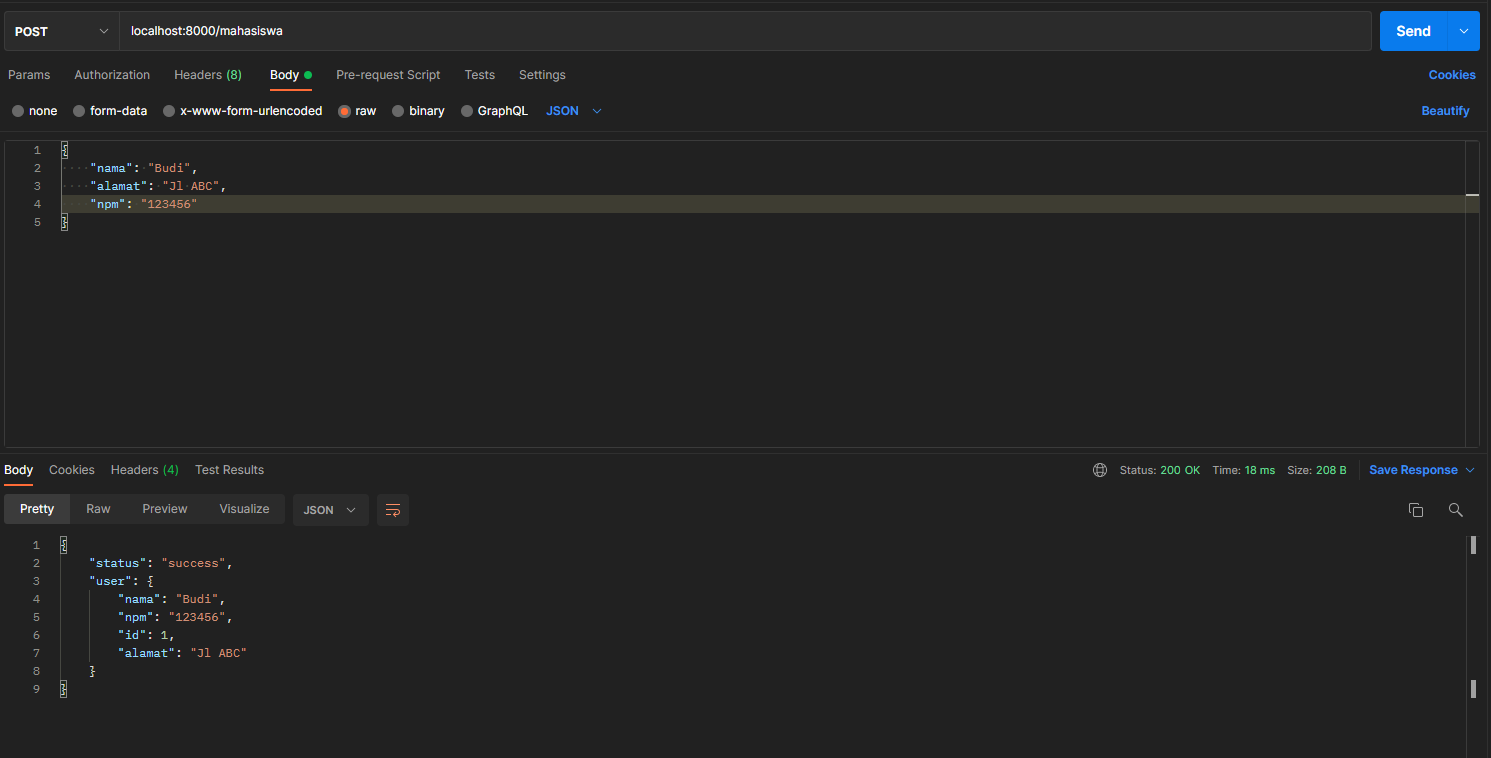 POST localhost:8000/mahasiswa Send
Params Authorization Headers (8) Body Pre-request Script Tests Settings Cookies
none form-data x-www-form-urlencoded raw binary GraphQL JSON Beautify
1 {
2 "nama": "Budi",
3 "alamat": "Jl ABC",
4 "npm": "123456"
5 }
Body Cookies Headers (4) Test Results Status: 200 OK Time: 18 ms Size: 208 B Save Response
Pretty Raw Preview Visualize JSON
1 {
2 "status": "success",
3 "user": {
4 "nama": "Budi",
5 "npm": "123456",
6 "id": 1,
7 "alamat": "Jl ABC"
8 }
9 }